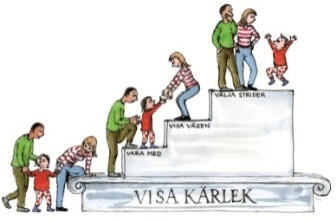 VÄLJA STRIDER
VISA VÄGEN
VARA MED
VISA KÄRLEK